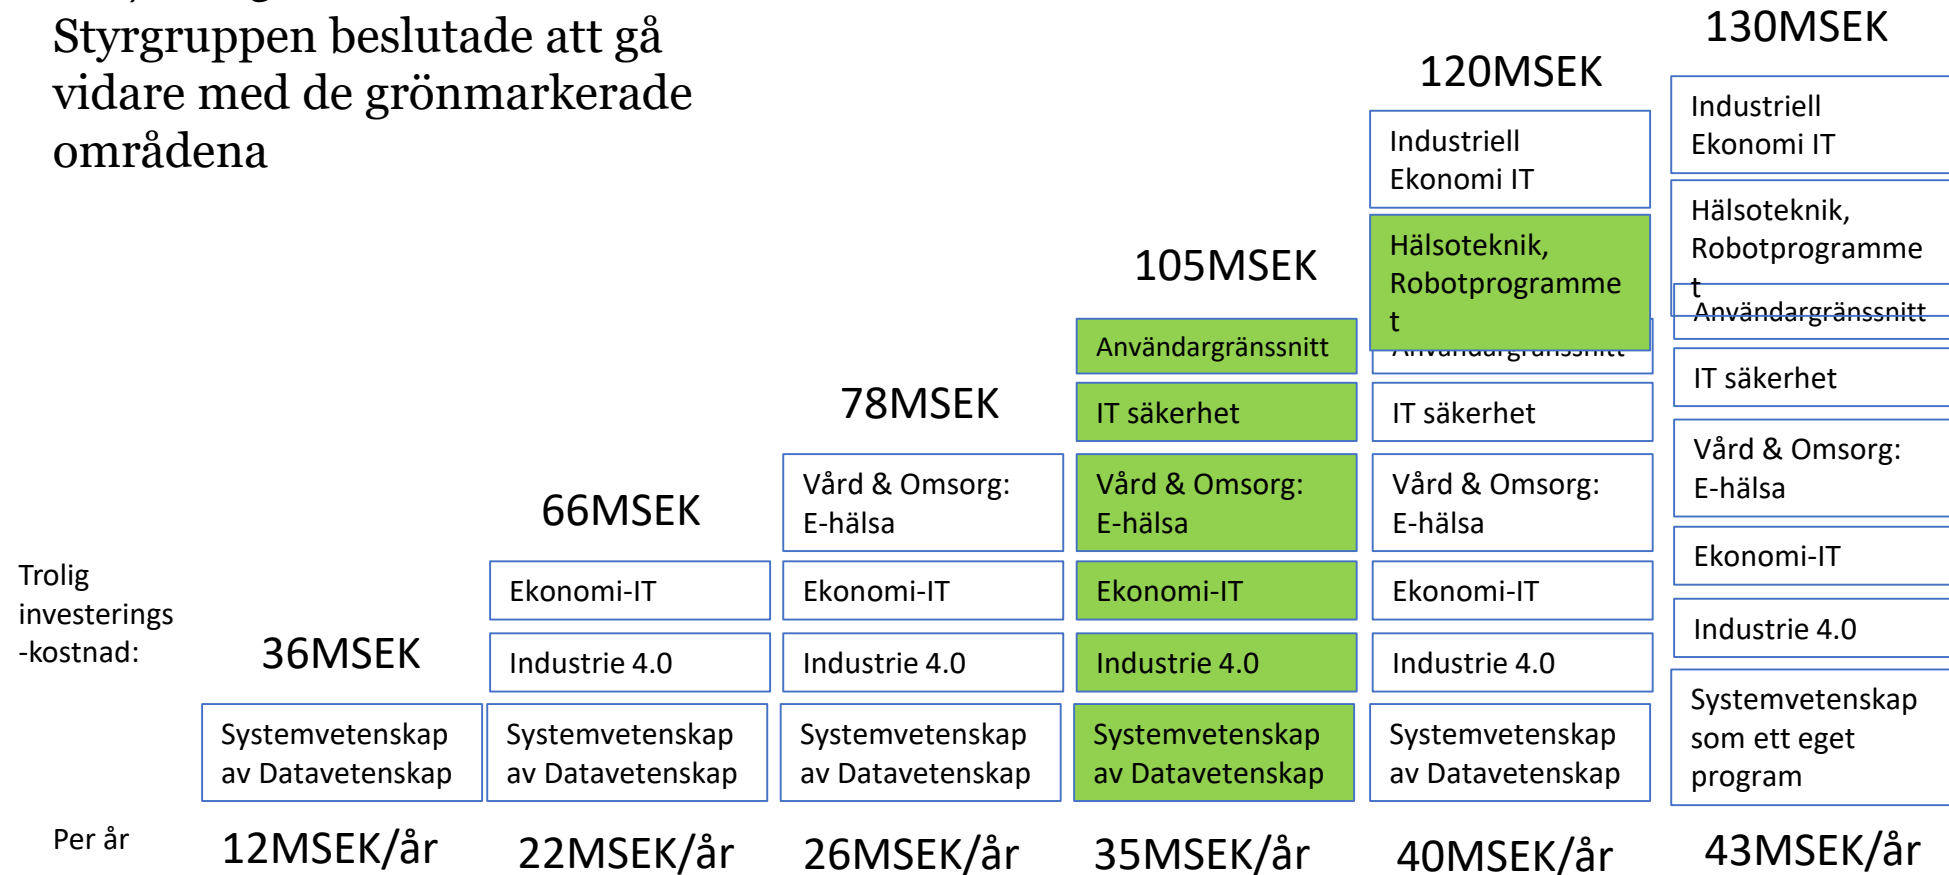 Styrgruppen beslutade att gå
vidare med de grönmarkerade
områdena
Trolig
investerings
-kostnad:
Per år
36MSEK
Systemvetenskap
av Datavetenskap
12MSEK/år
66MSEK
Ekonomi-IT
Industrie 4.0
Systemvetenskap
av Datavetenskap
22MSEK/år
78MSEK
Vård & Omsorg:
E-hälsa
Ekonomi-IT
Industrie 4.0
Systemvetenskap
av Datavetenskap
26MSEK/år
105MSEK
Användargränssnitt
IT säkerhet
Vård & Omsorg:
E-hälsa
Ekonomi-IT
Industrie 4.0
Systemvetenskap
av Datavetenskap
35MSEK/år
120MSEK
Industriell
Ekonomi IT
Hälsoteknik,
Robotprogramme
t
Användargränssnitt
IT säkerhet
Vård & Omsorg:
E-hälsa
Ekonomi-IT
Industrie 4.0
Systemvetenskap
av Datavetenskap
40MSEK/år
130MSEK
Industriell
Ekonomi IT
Hälsoteknik,
Robotprogramme
t
Användargränssnitt
IT säkerhet
Vård & Omsorg:
E-hälsa
Ekonomi-IT
Industrie 4.0
Systemvetenskap
som ett eget
program
43MSEK/år